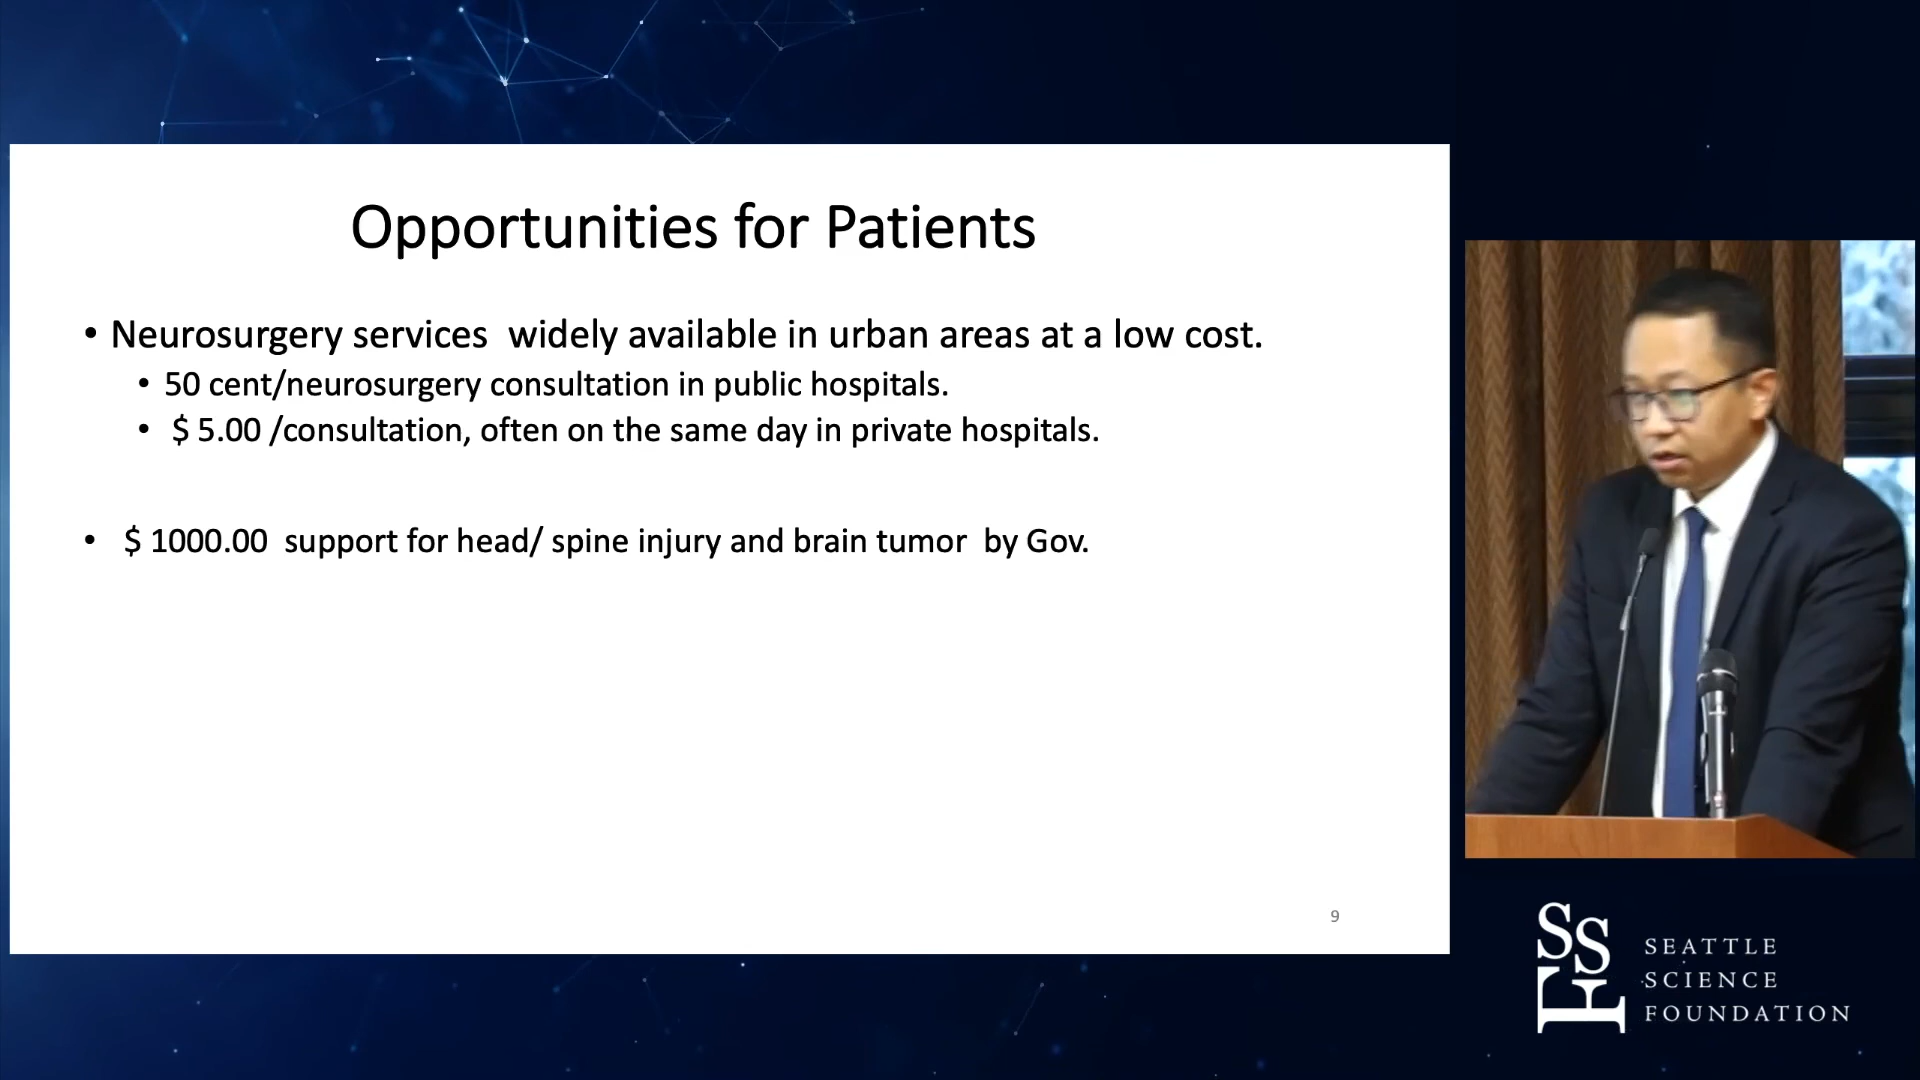 Opportunities for Patients
• Neurosurgery services  widely available in urban areas at a low cost.
• 50 cent/neurosurgery consultation in public hospitals.
• $ 5.00 /consultation, often on the same day in private hospitals.
• $ 1000.00  support for head/ spine injury and brain tumor  by Gov.
9
SSF
SEATTLE
SCIENCE
FOUNDATION